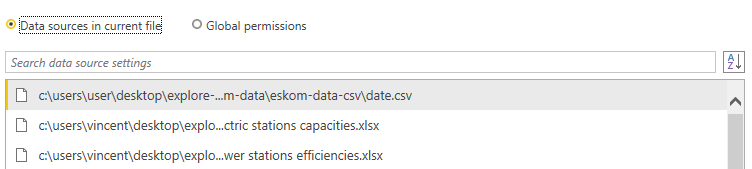 Data sources in current file
Global permissions
Search data source settings
c:\users\user\desktop\explore-...m-data\eskom-data-csv\date.csv
c:\users\vincent\desktop\explo...ctric stations capacities.xlsx
c:\users\vincent\desktop\explo...wer stations efficiencies.xlsx